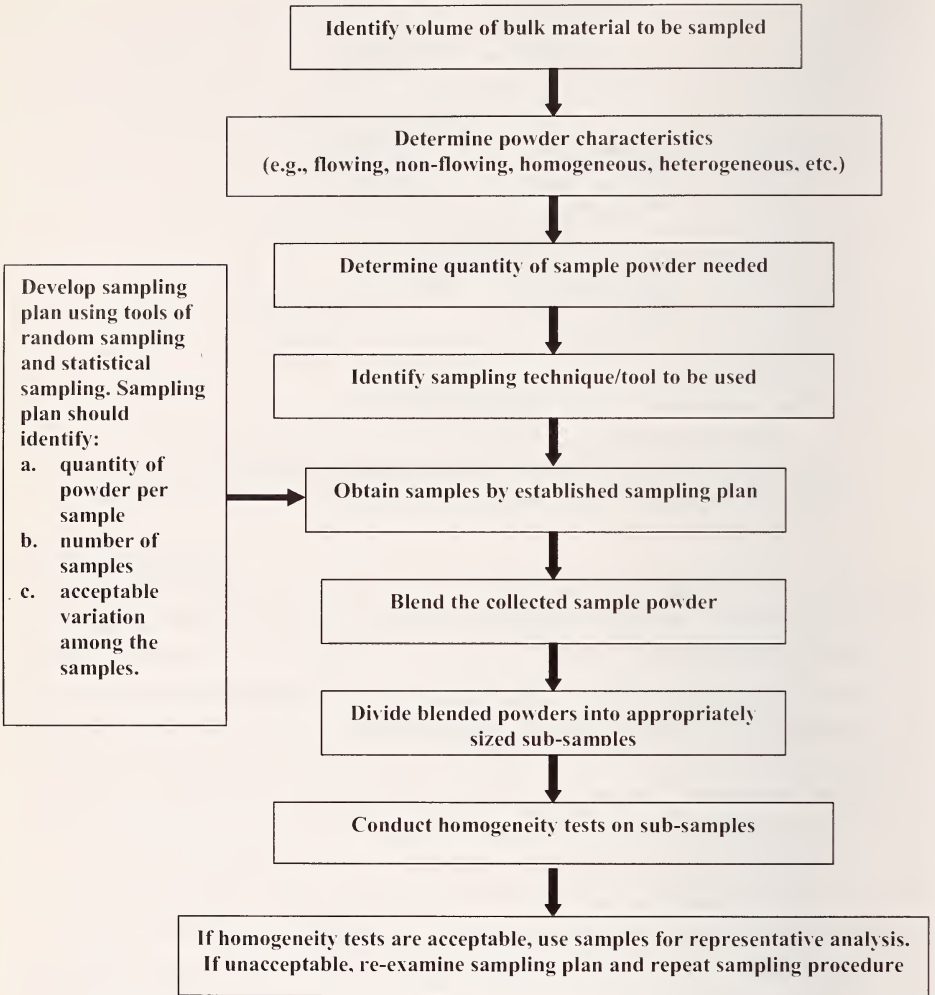 Identify volume of bulk material to be sampled
Determine powder characteristics
(e.g., flowing, non-flowing, homogeneous, heterogeneous, etc.)
Determine quantity of sample powder needed
Identify sampling technique/tool to be used
Develop sampling
plan using tools of
random sampling
and statistical
sampling. Sampling
plan should
identify:
a. quantity of
powder per
sample
b. number of
samples
c. acceptable
variation
among the
samples.
Obtain samples by established sampling plan
Blend the collected sample powder
Divide blended powders into appropriately
sized sub-samples
Conduct homogeneity tests on sub-samples
If homogeneity tests are acceptable, use samples for representative analysis.
If unacceptable, re-examine sampling plan and repeat sampling procedure